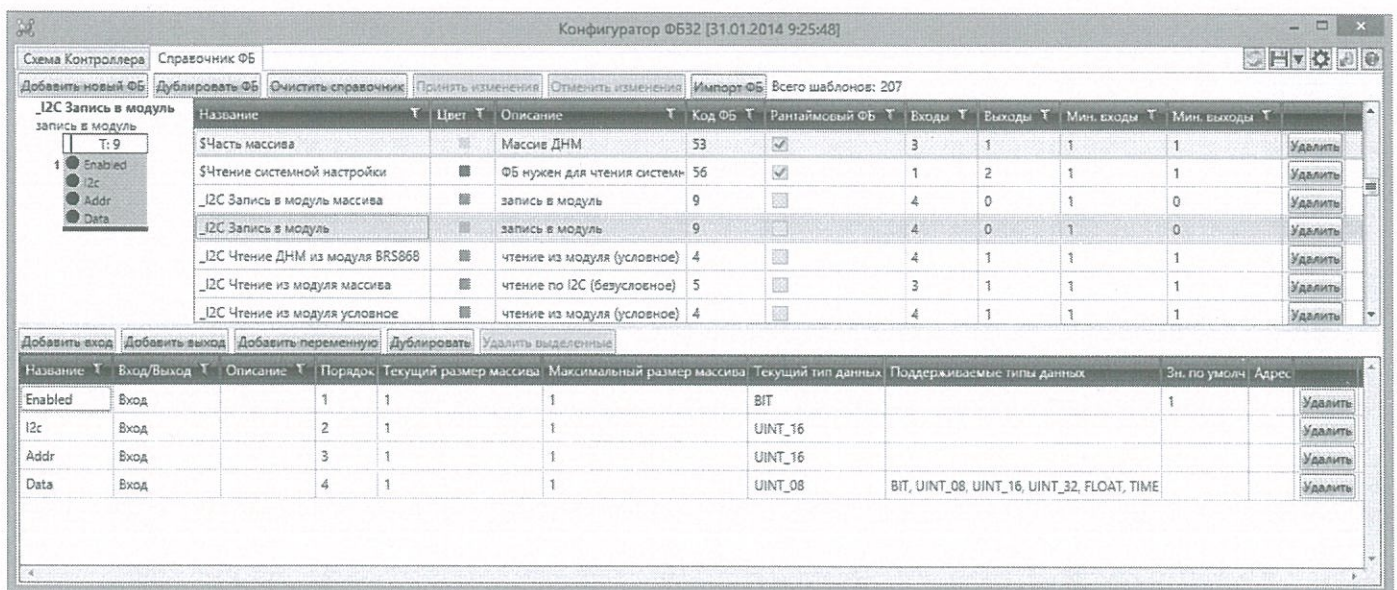 Конфигуратор ФБ32 [31.01.2014 9:25:48]
Схема Контроллера Справочник ФБ
Добавить новый ФБ Дублировать ФБ Очистить справочник Принять изменения Отменить изменения Импорт ФБ Всего шаблонов: 207
_I2C Запись в модуль
запись в модуль
T: 9
1 Enabled
I2c
Addr
Data
Название Цвет Описание Код ФБ Рантаймовый ФБ Входы Выходы Мин. входы Мин. выходы
$Часть массива Массив ДНМ 53 3 1 1 1 Удалить
$Чтение системной настройки ФБ нужен для чтения системн 56 1 2 1 1 Удалить
_I2C Запись в модуль массива запись в модуль 9 4 0 1 0 Удалить
_I2C Запись в модуль запись в модуль 9 4 0 1 0 Удалить
_I2C Чтение ДНМ из модуля BRS868 чтение из модуля (условное) 4 4 1 1 1 Удалить
_I2C Чтение из модуля массива чтение по I2C (безусловное) 5 3 1 1 1 Удалить
_I2C Чтение из модуля условное чтение из модуля (условное) 4 4 1 1 1 Удалить
Добавить вход Добавить выход Добавить переменную Дублировать Удалить выделенные
Название Вход/Выход Описание Порядок Текущий размер массива Максимальный размер массива Текущий тип данных Поддерживаемые типы данных Зн. по умолч Адрес
Enabled Вход 1 1 1 BIT 1 Удалить
I2c Вход 2 1 1 UINT_16 Удалить
Addr Вход 3 1 1 UINT_16 Удалить
Data Вход 4 1 1 UINT_08 BIT, UINT_08, UINT_16, UINT_32, FLOAT, TIME Удалить